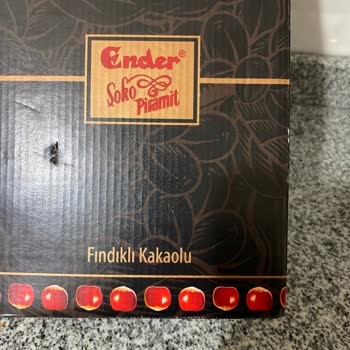 Ender®
Şoko
Piramit
Fındıklı Kakaolu